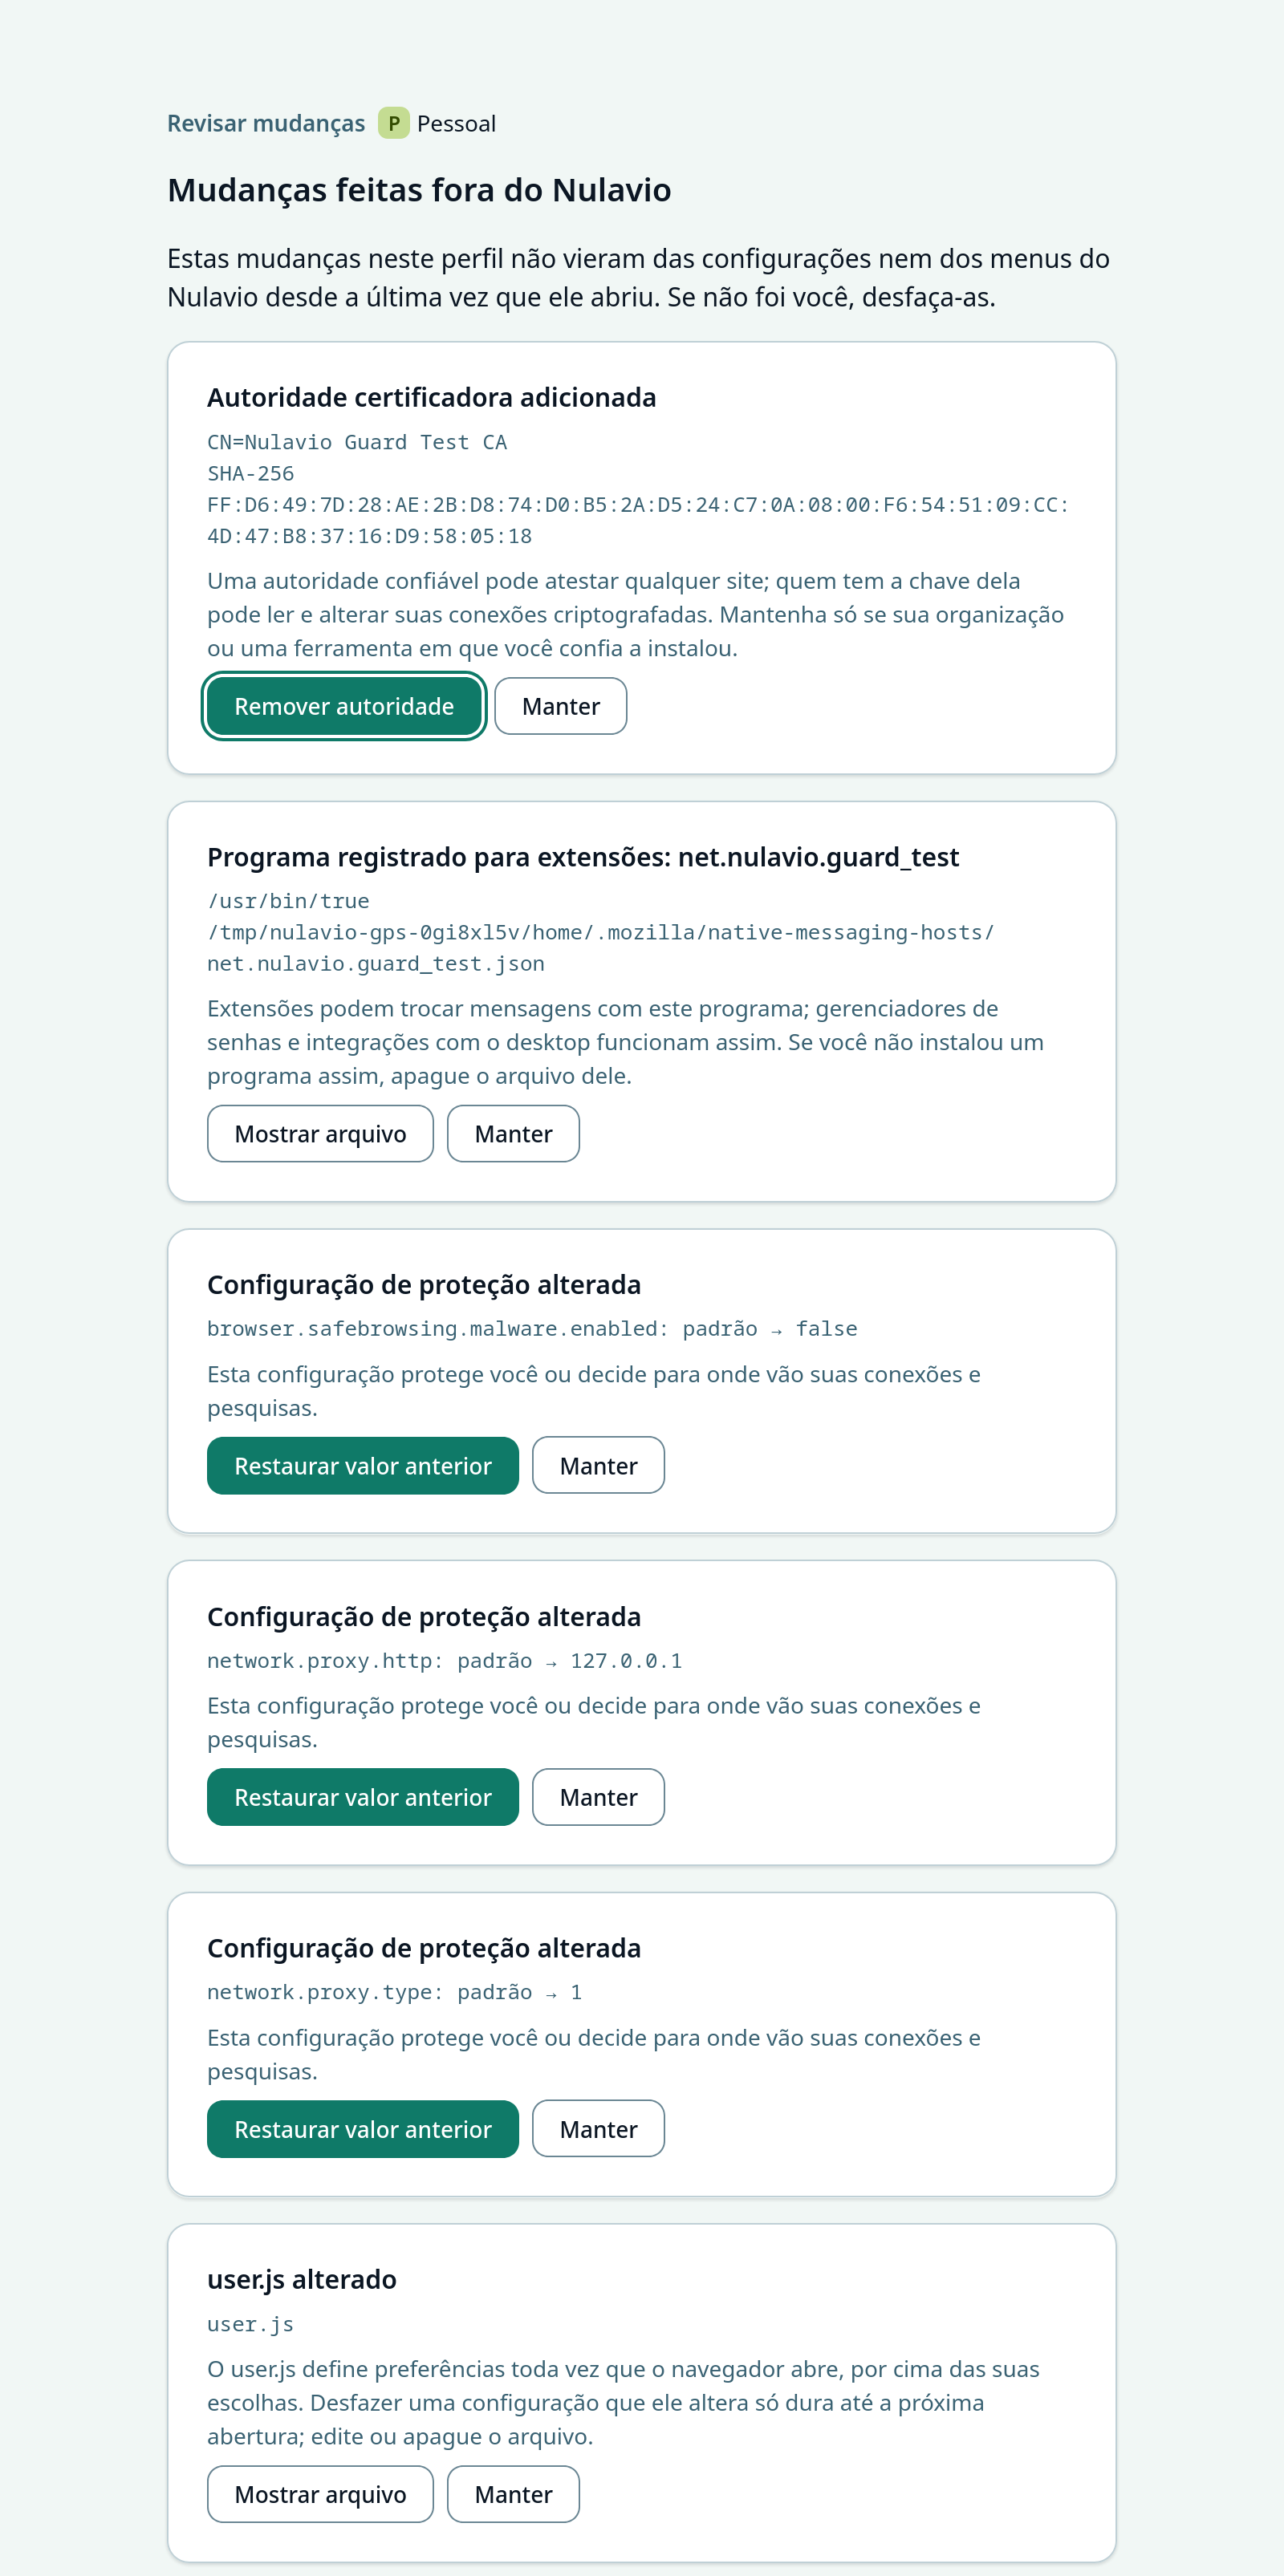 Revisar mudanças P Pessoal
Mudanças feitas fora do Nulavio
Estas mudanças neste perfil não vieram das configurações nem dos menus do
Nulavio desde a última vez que ele abriu. Se não foi você, desfaça-as.
Autoridade certificadora adicionada
CN=Nulavio Guard Test CA
SHA-256
FF:D6:49:7D:28:AE:2B:D8:74:D0:B5:2A:D5:24:C7:0A:08:00:F6:54:51:09:CC:
4D:47:B8:37:16:D9:58:05:18
Uma autoridade confiável pode atestar qualquer site; quem tem a chave dela
pode ler e alterar suas conexões criptografadas. Mantenha só se sua organização
ou uma ferramenta em que você confia a instalou.
Remover autoridade Manter
Programa registrado para extensões: net.nulavio.guard_test
/usr/bin/true
/tmp/nulavio-gps-0gi8xl5v/home/.mozilla/native-messaging-hosts/
net.nulavio.guard_test.json
Extensões podem trocar mensagens com este programa; gerenciadores de
senhas e integrações com o desktop funcionam assim. Se você não instalou um
programa assim, apague o arquivo dele.
Mostrar arquivo Manter
Configuração de proteção alterada
browser.safebrowsing.malware.enabled: padrão → false
Esta configuração protege você ou decide para onde vão suas conexões e
pesquisas.
Restaurar valor anterior Manter
Configuração de proteção alterada
network.proxy.http: padrão → 127.0.0.1
Esta configuração protege você ou decide para onde vão suas conexões e
pesquisas.
Restaurar valor anterior Manter
Configuração de proteção alterada
network.proxy.type: padrão → 1
Esta configuração protege você ou decide para onde vão suas conexões e
pesquisas.
Restaurar valor anterior Manter
user.js alterado
user.js
O user.js define preferências toda vez que o navegador abre, por cima das suas
escolhas. Desfazer uma configuração que ele altera só dura até a próxima
abertura; edite ou apague o arquivo.
Mostrar arquivo Manter